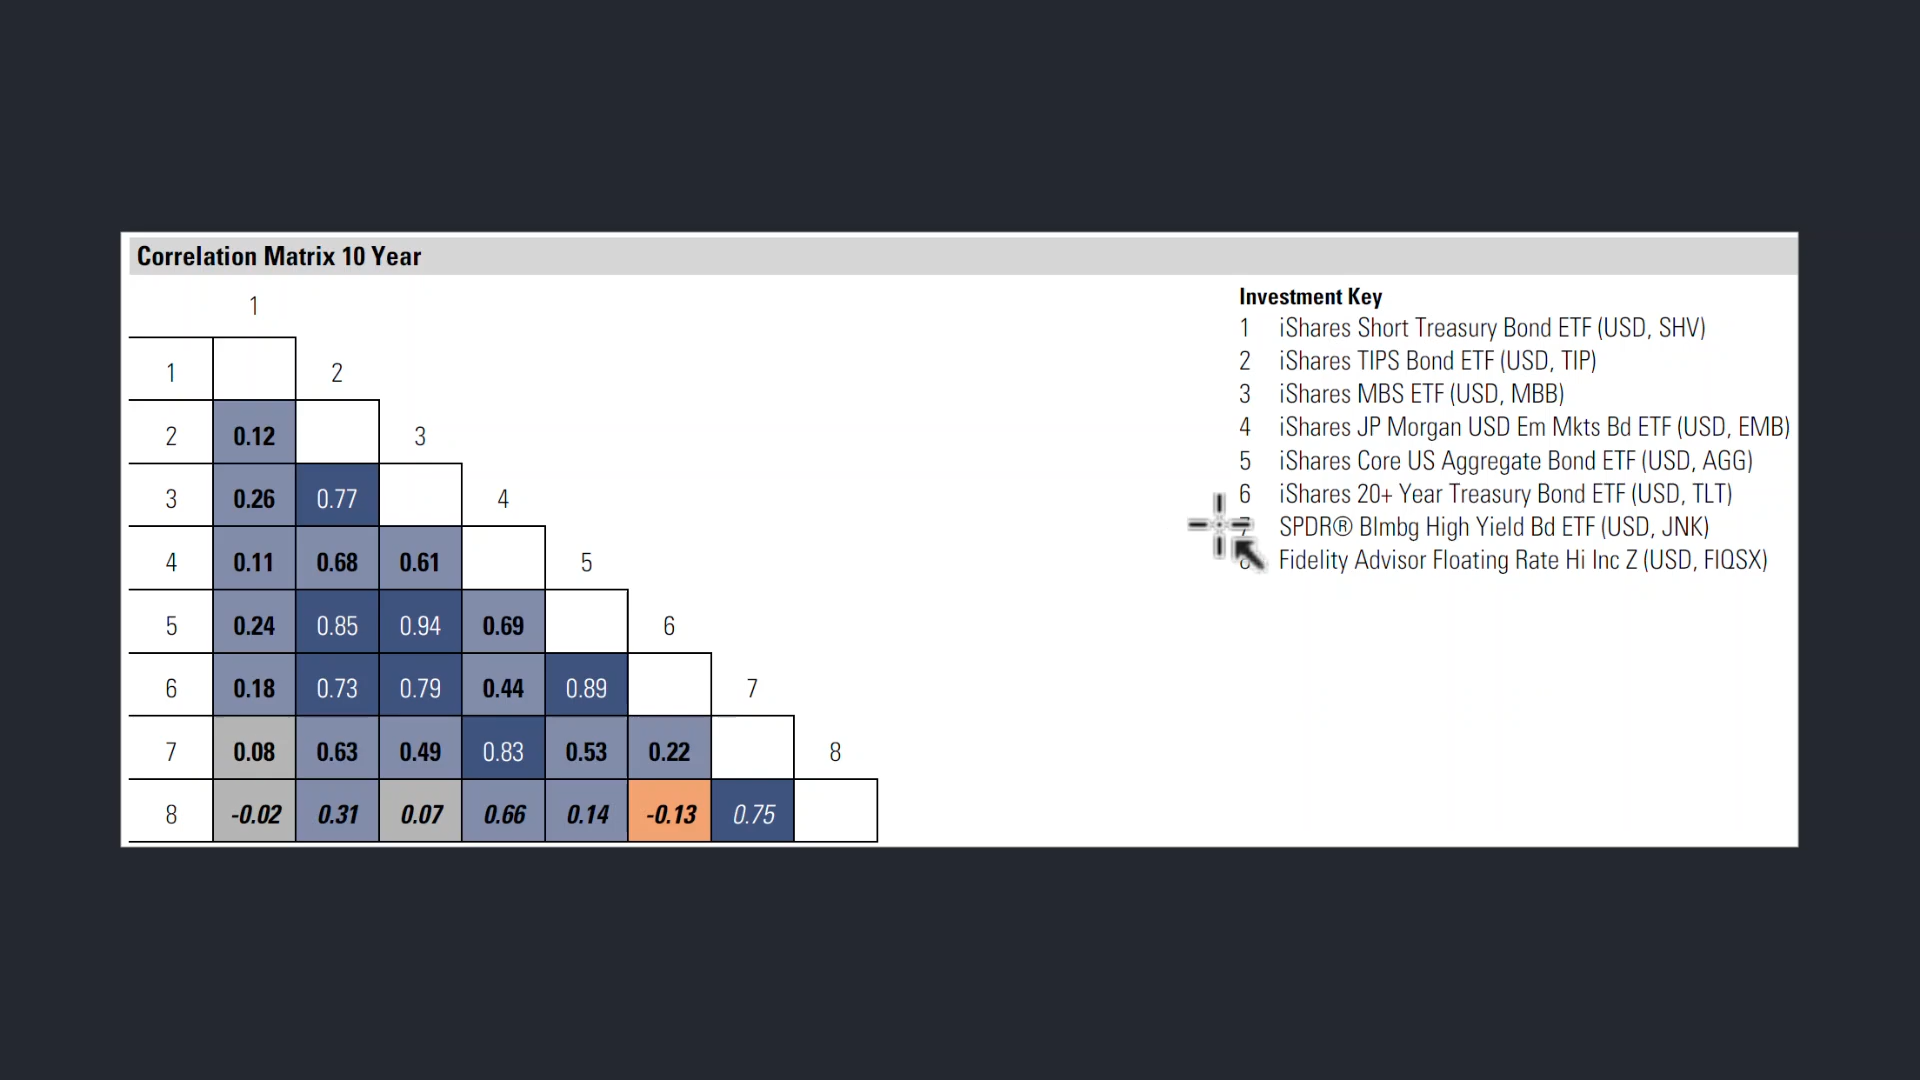 Correlation Matrix 10 Year
1
1 2
2 0.12 3
3 0.26 0.77 4
4 0.11 0.68 0.61 5
5 0.24 0.85 0.94 0.69 6
6 0.18 0.73 0.79 0.44 0.89 7
7 0.08 0.63 0.49 0.83 0.53 0.22 8
8 -0.02 0.31 0.07 0.66 0.14 -0.13 0.75
Investment Key
1 iShares Short Treasury Bond ETF (USD, SHV)
2 iShares TIPS Bond ETF (USD, TIP)
3 iShares MBS ETF (USD, MBB)
4 iShares JP Morgan USD Em Mkts Bd ETF (USD, EMB)
5 iShares Core US Aggregate Bond ETF (USD, AGG)
6 iShares 20+ Year Treasury Bond ETF (USD, TLT)
7 SPDR® Blmbg High Yield Bd ETF (USD, JNK)
8 Fidelity Advisor Floating Rate Hi Inc Z (USD, FIQSX)